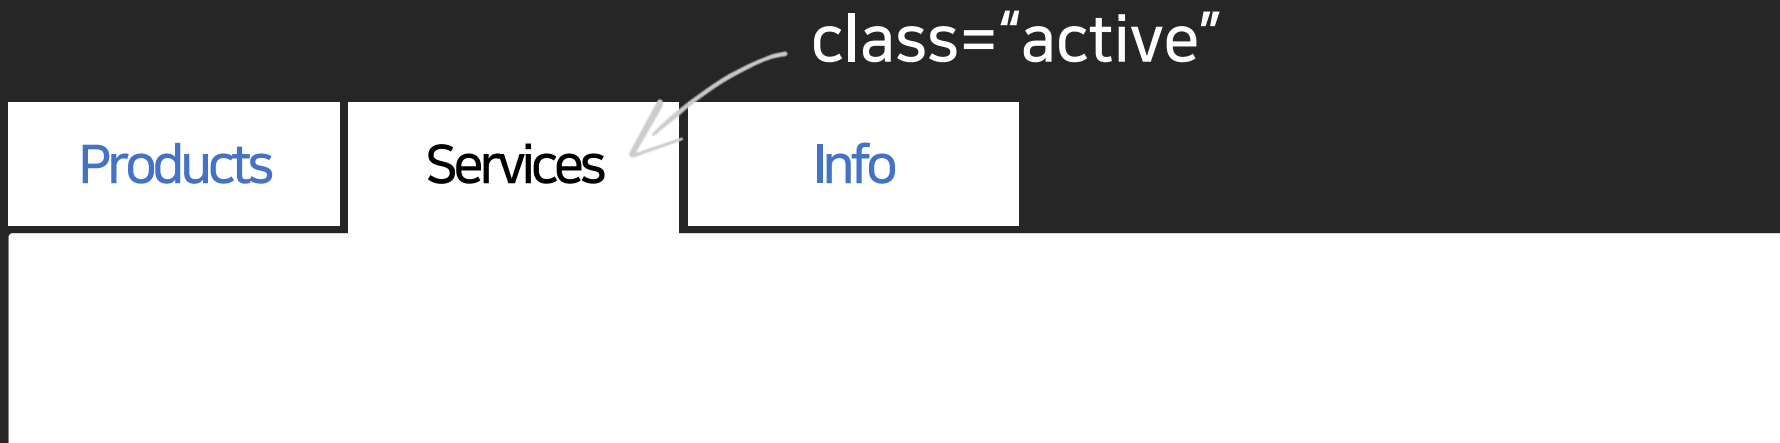 class=“active”
Products Services Info